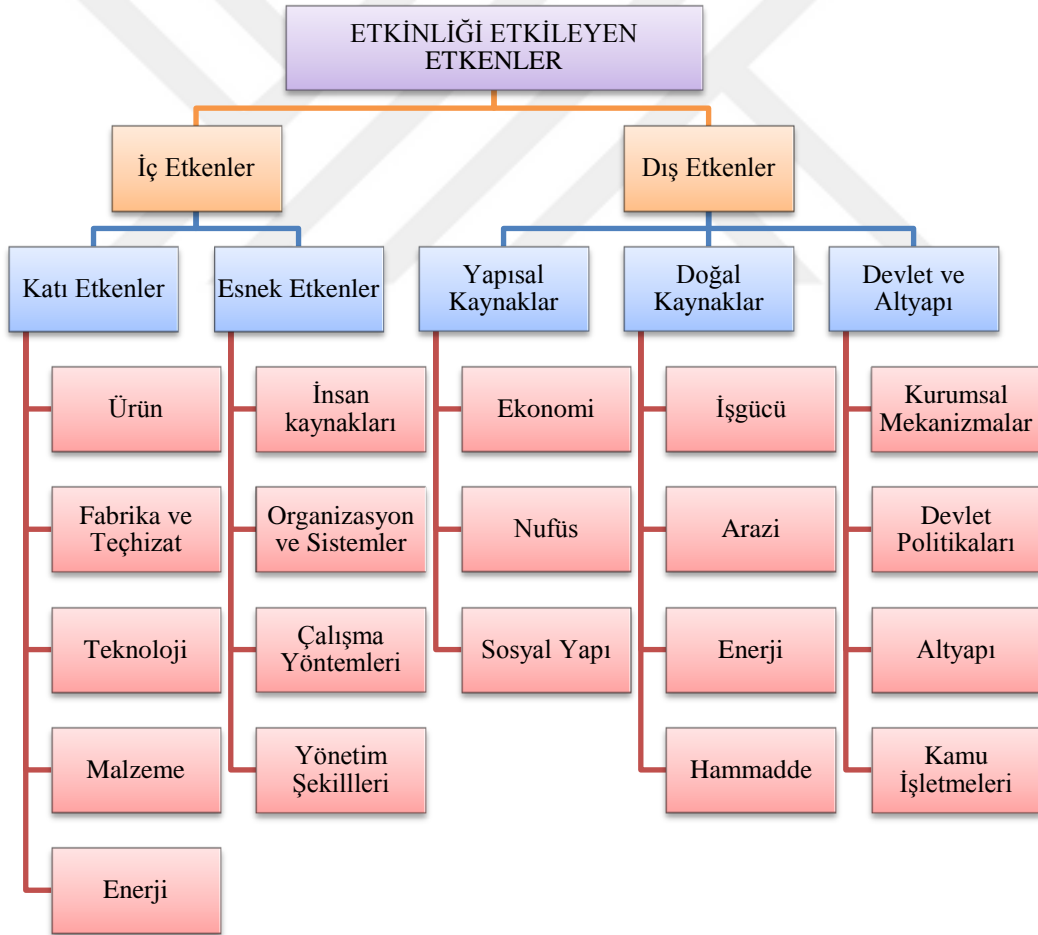 ETKİNLİĞİ ETKİLEYEN
ETKENLER
İç Etkenler
Dış Etkenler
Katı Etkenler
Esnek Etkenler
Yapısal
Kaynaklar
Doğal
Kaynaklar
Devlet ve
Altyapı
Ürün
Fabrika ve
Teçhizat
Teknoloji
Malzeme
Enerji
İnsan
kaynakları
Organizasyon
ve Sistemler
Çalışma
Yöntemleri
Yönetim
Şekillleri
Ekonomi
Nufüs
Sosyal Yapı
İşgücü
Arazi
Enerji
Hammadde
Kurumsal
Mekanizmalar
Devlet
Politikaları
Altyapı
Kamu
İşletmeleri